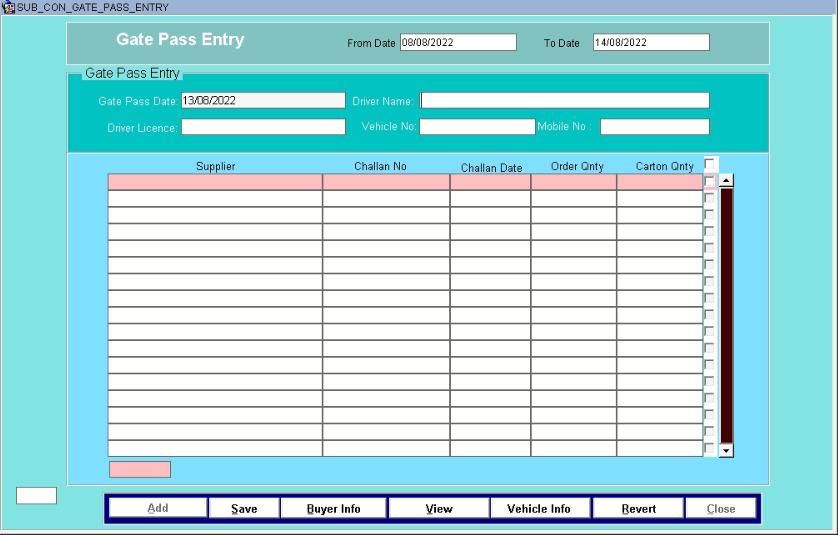 SUB_CON_GATE_PASS_ENTRY
Gate Pass Entry From Date 08/08/2022 To Date 14/08/2022
Gate Pass Entry
Gate Pass Date: 13/08/2022 Driver Name:
Driver Licence: Vehicle No: Mobile No :
Supplier Challan No Challan Date Order Qnty Carton Qnty
Add Save Buyer Info View Vehicle Info Revert Close